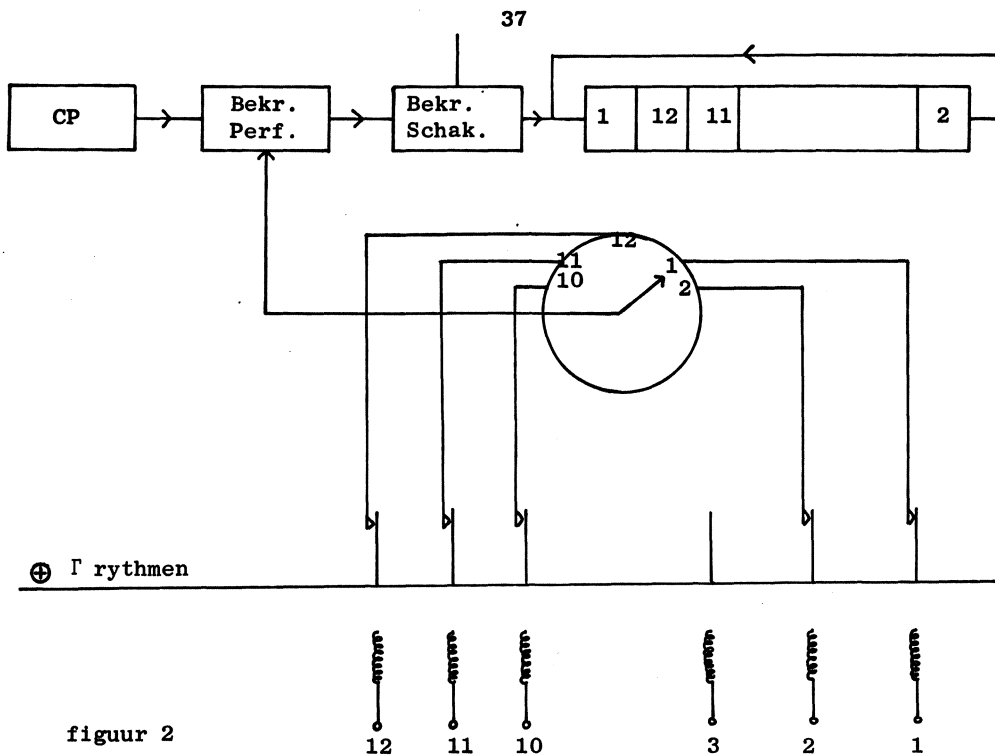 37
CP
Bekr.
Perf.
Bekr.
Schak.
1 12 11 2
12
11 1
10 2
⊕ Γ rythmen
figuur 2
12 11 10 3 2 1